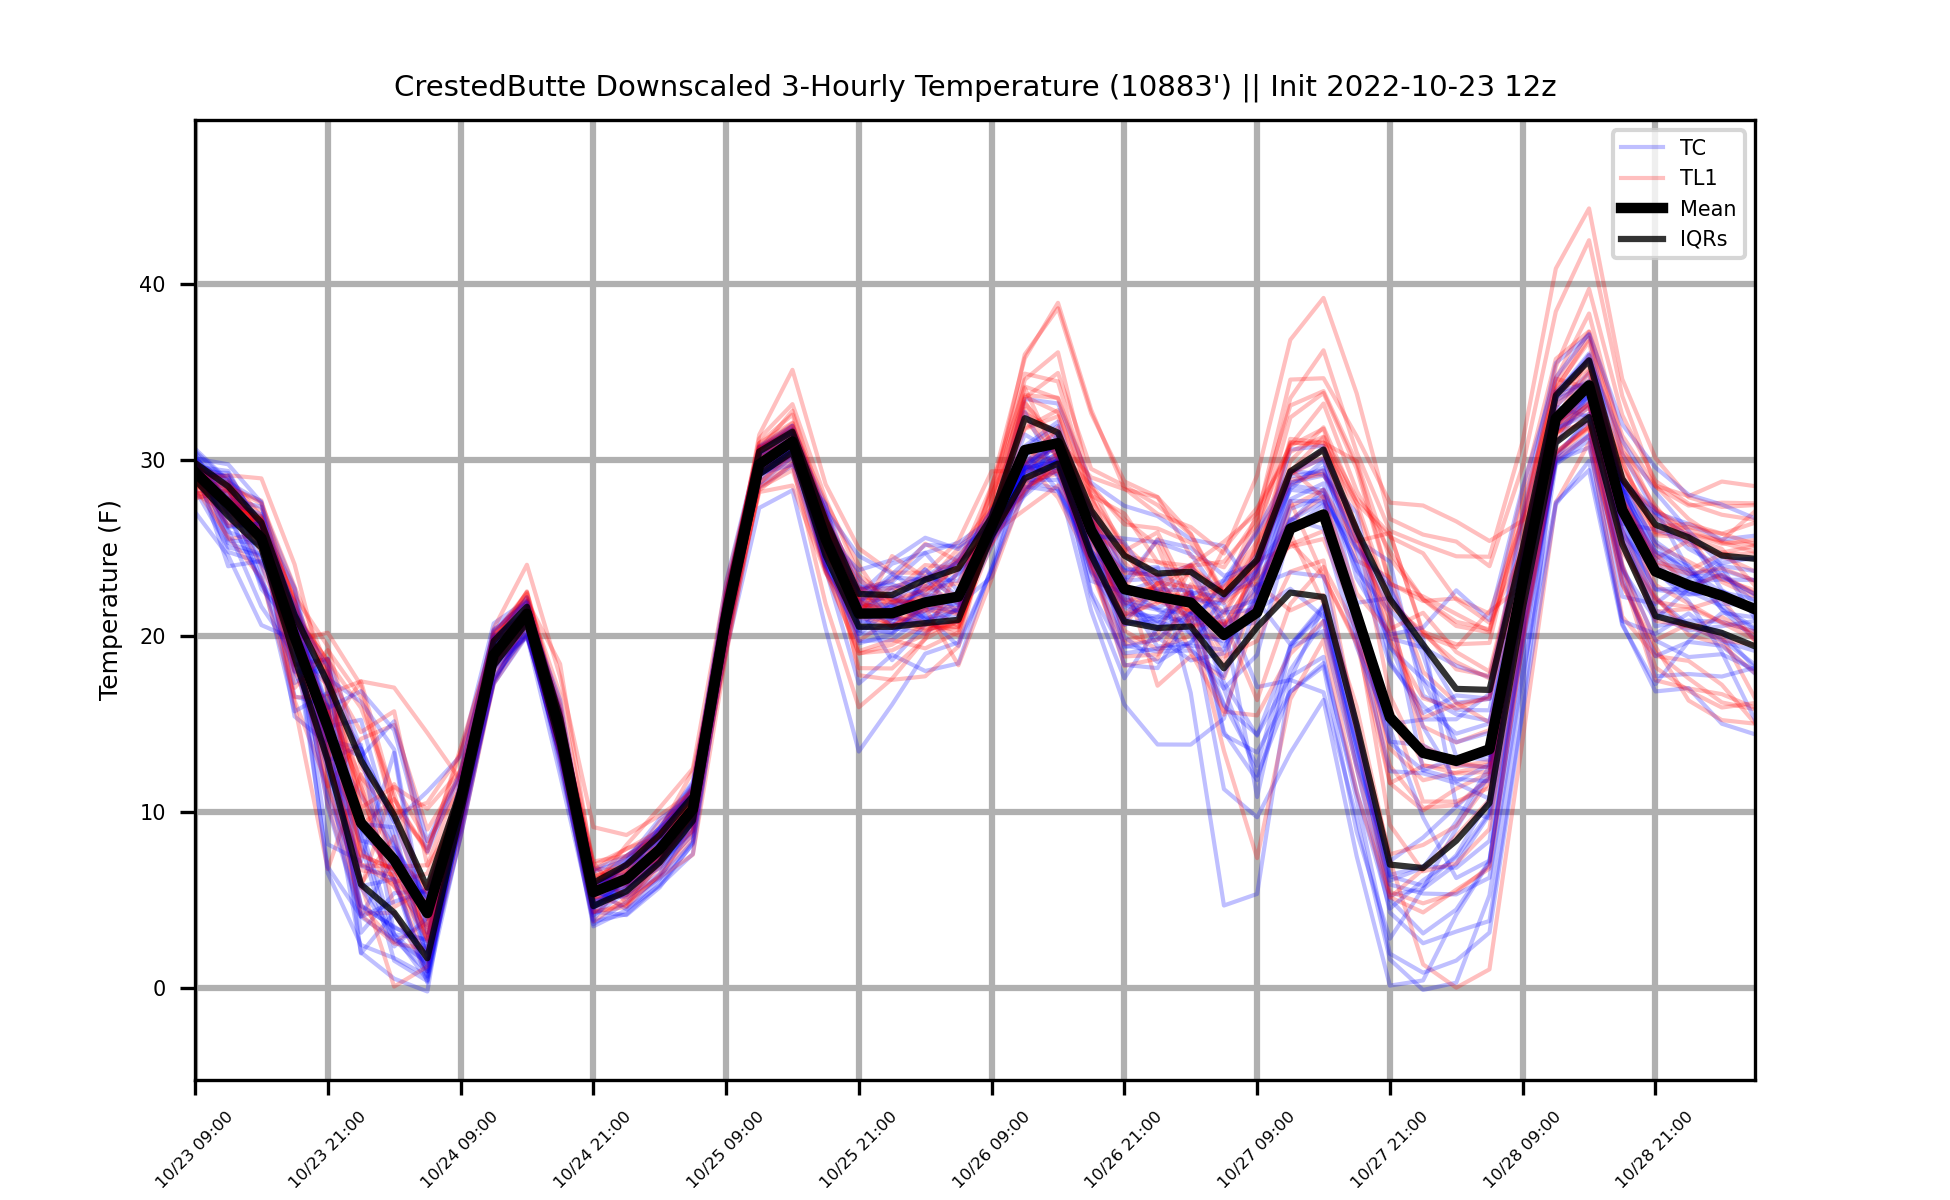 CrestedButte Downscaled 3-Hourly Temperature (10883') || Init 2022-10-23 12z
TC
TL1
Mean
IQRs
Temperature (F)
40
30
20
10
0
10/23 09:00
10/23 21:00
10/24 09:00
10/24 21:00
10/25 09:00
10/25 21:00
10/26 09:00
10/26 21:00
10/27 09:00
10/27 21:00
10/28 09:00
10/28 21:00